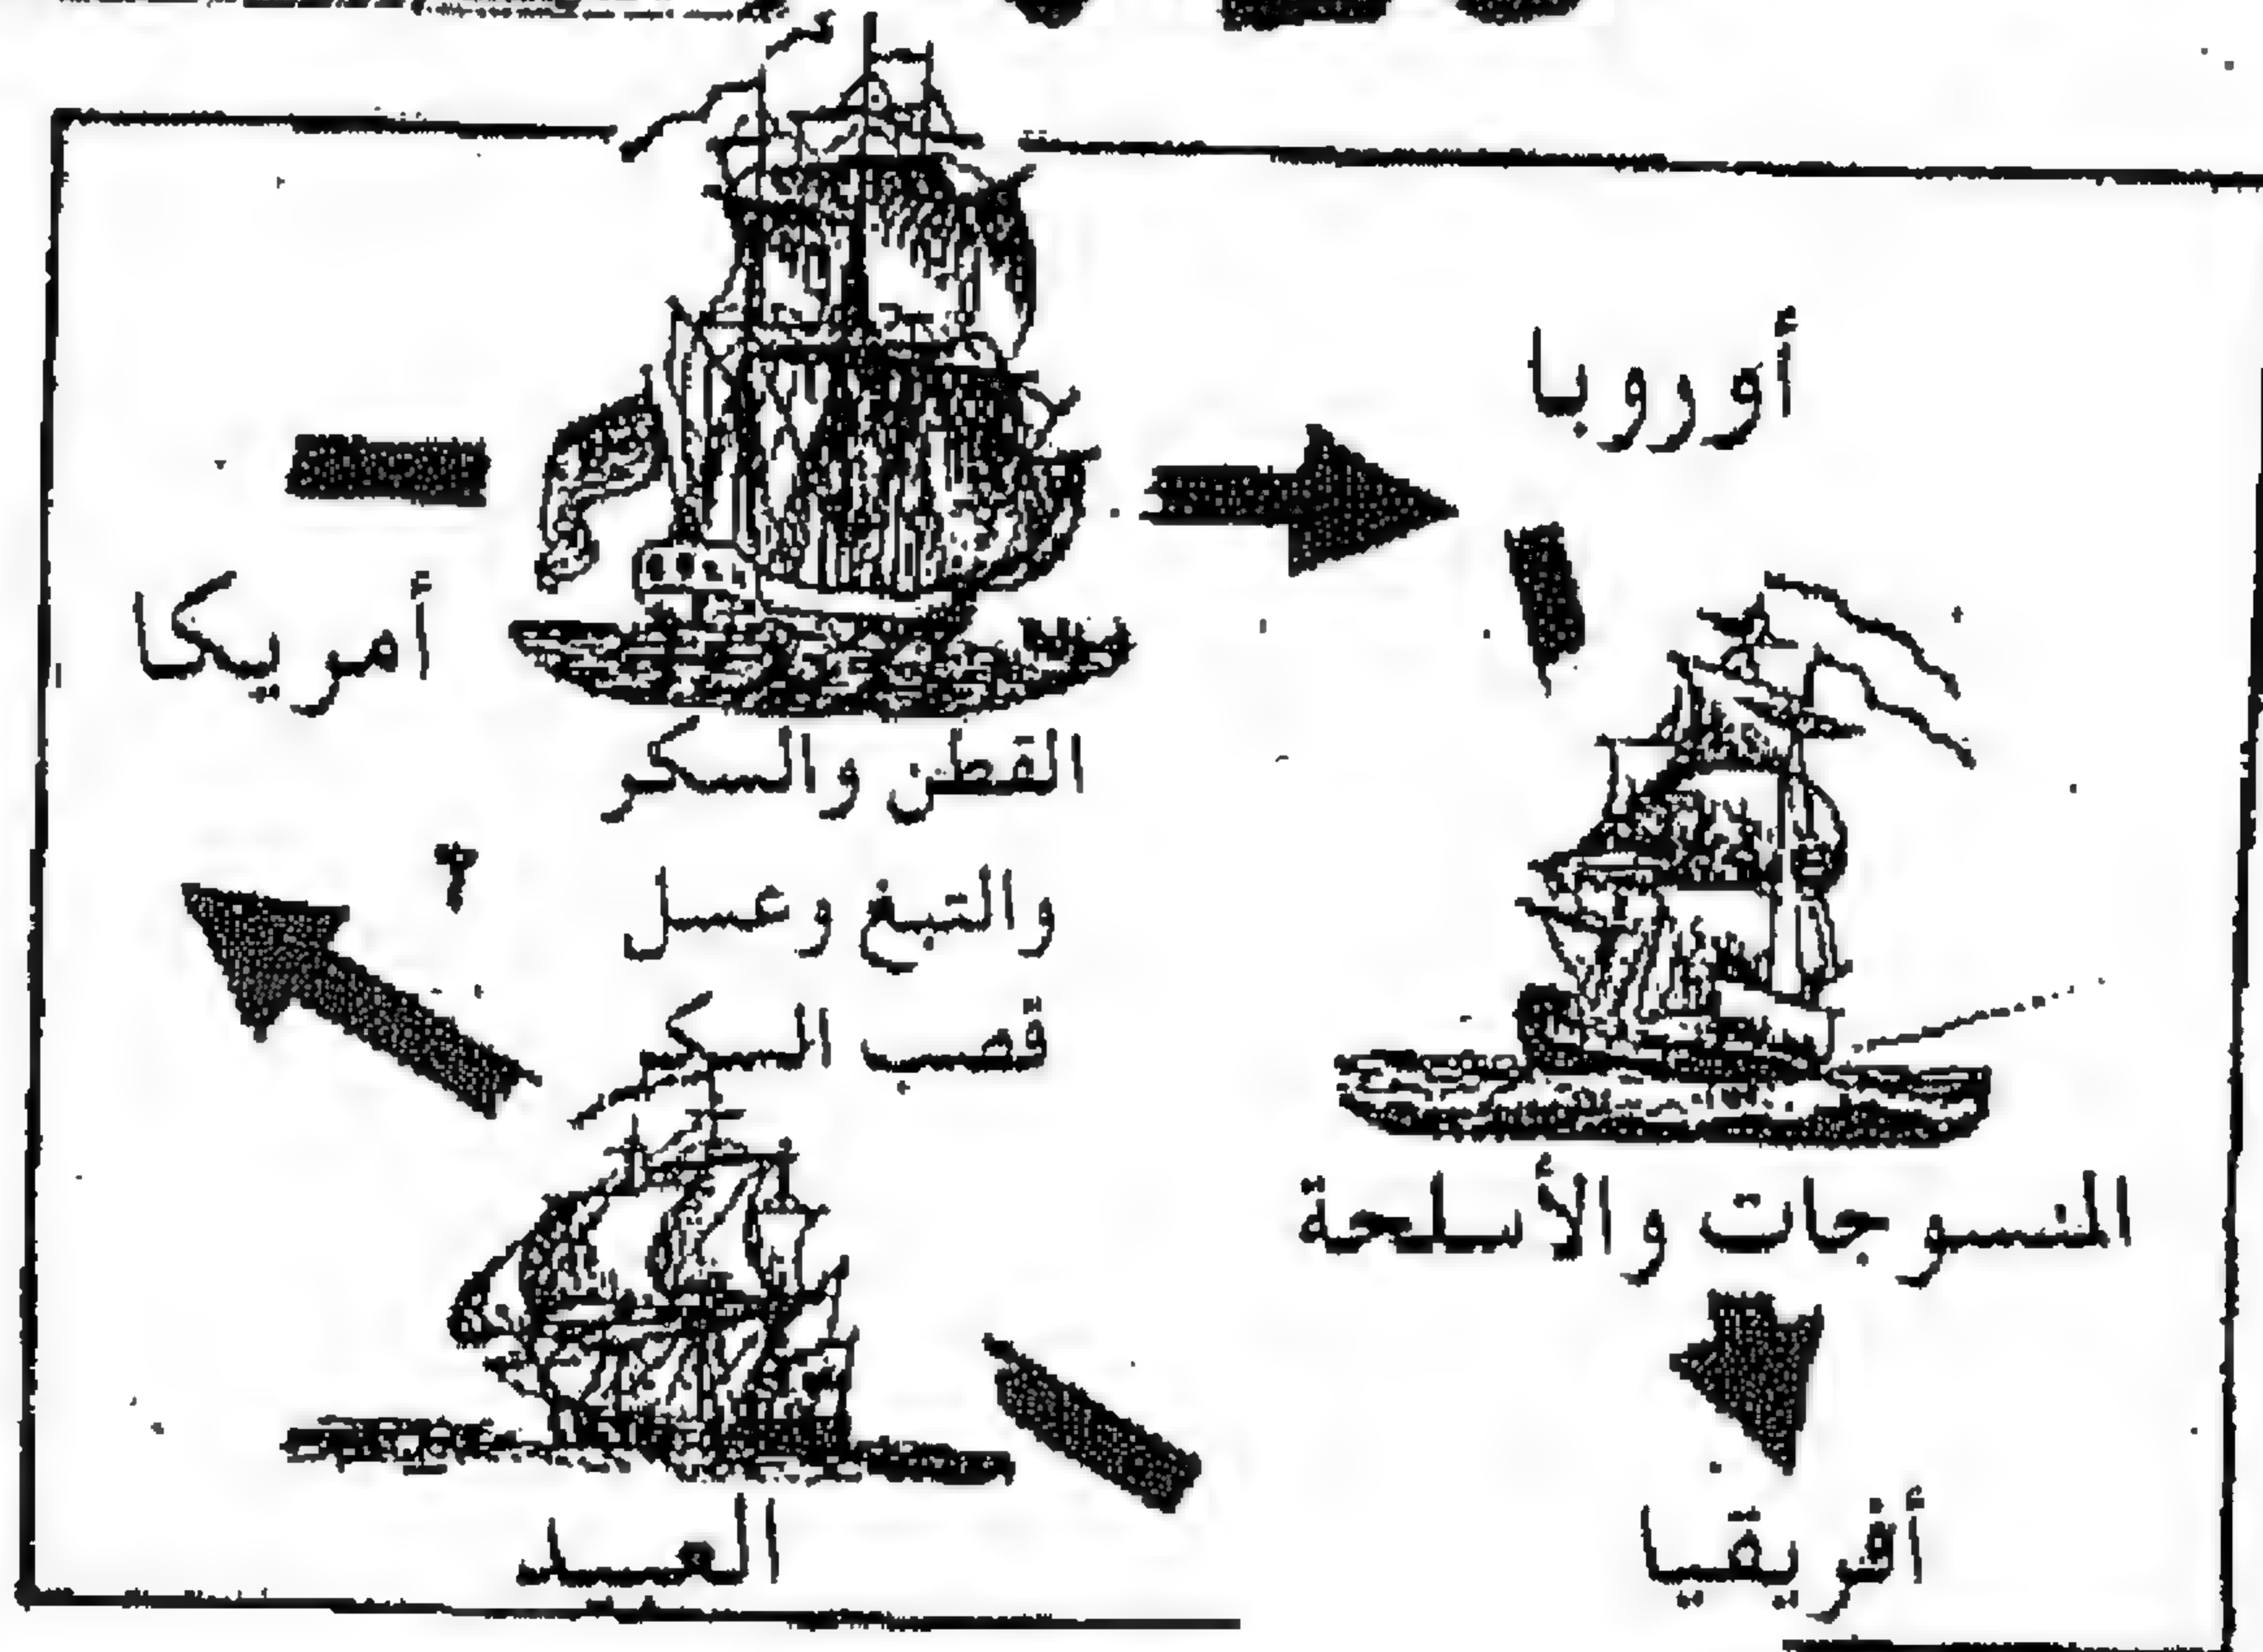 أوروبا
أمريكا
القطن والسكر
والتبغ وعسل
قصب السكر
المنسوجات والأسلحة
أفريقيا
العبيد